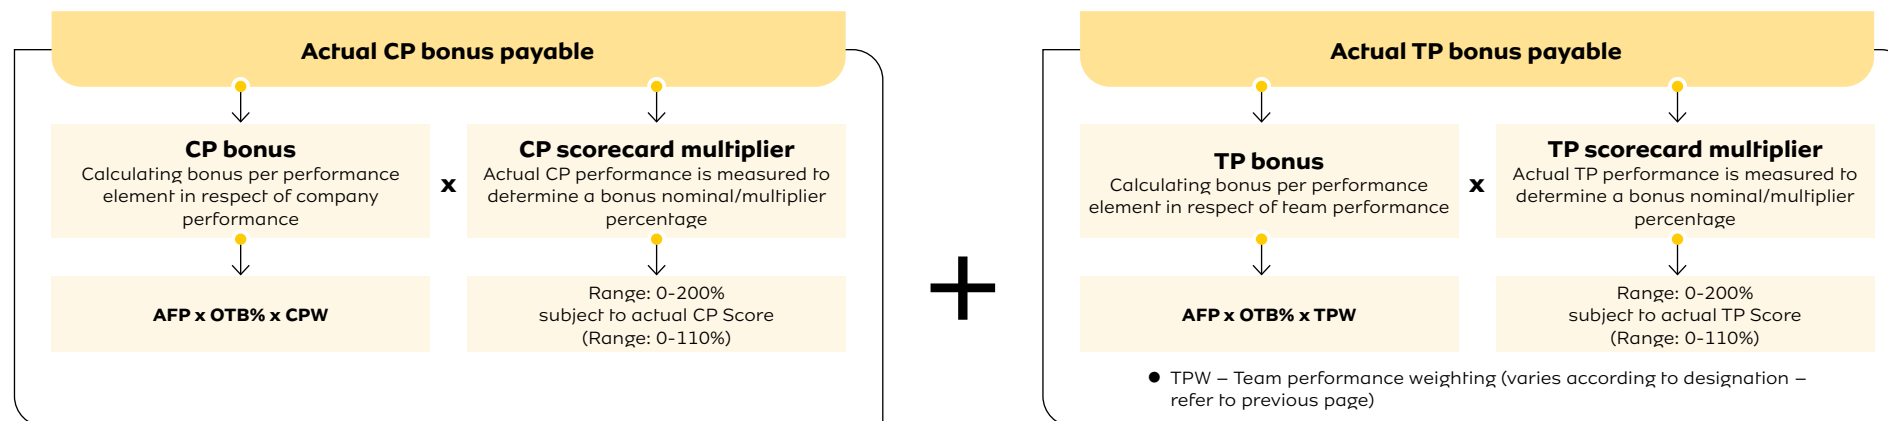 Actual CP bonus payable
CP bonus
Calculating bonus per performance
element in respect of company
performance
x
CP scorecard multiplier
Actual CP performance is measured to
determine a bonus nominal/multiplier
percentage
AFP x OTB% x CPW
Range: 0-200%
subject to actual CP Score
(Range: 0-110%)
+
Actual TP bonus payable
TP bonus
Calculating bonus per performance
element in respect of team performance
x
TP scorecard multiplier
Actual TP performance is measured to
determine a bonus nominal/multiplier
percentage
AFP x OTB% x TPW
Range: 0-200%
subject to actual TP Score
(Range: 0-110%)
● TPW – Team performance weighting (varies according to designation –
refer to previous page)